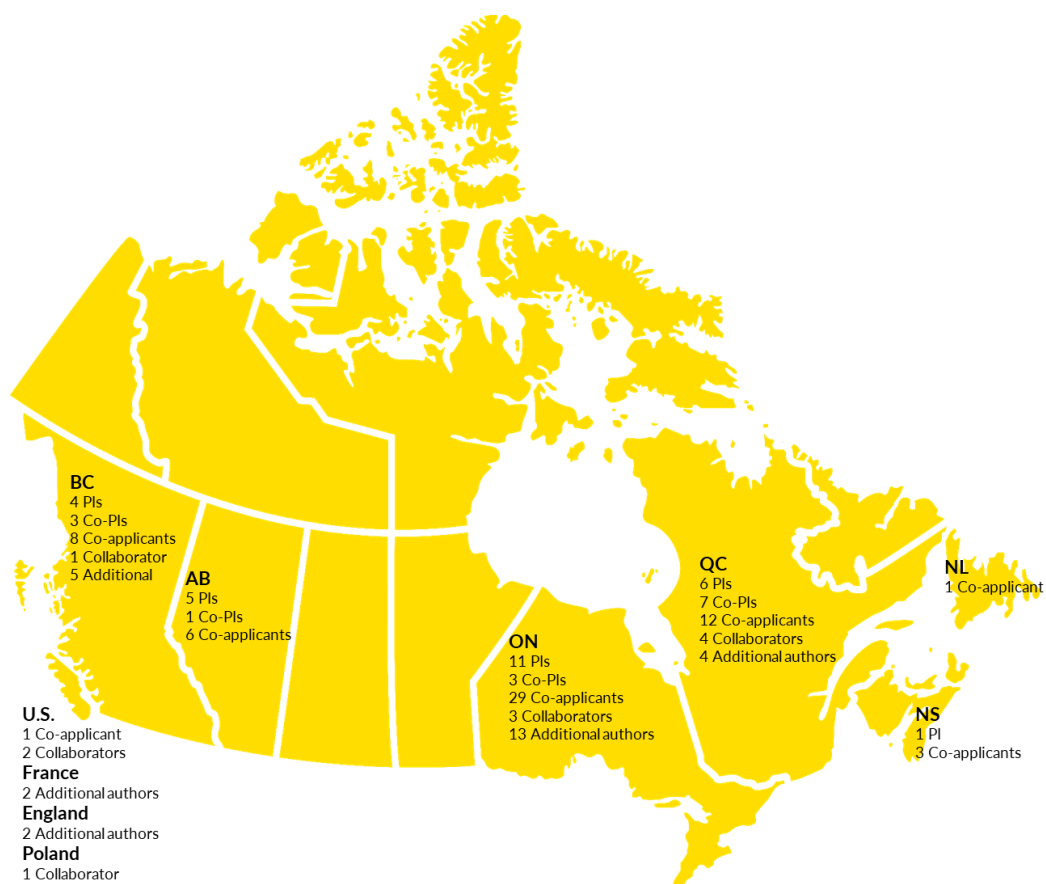 BC
4 PIs
3 Co-PIs
8 Co-applicants
1 Collaborator
5 Additional
AB
5 PIs
1 Co-PIs
6 Co-applicants
ON
11 PIs
3 Co-PIs
29 Co-applicants
3 Collaborators
13 Additional authors
QC
6 PIs
7 Co-PIs
12 Co-applicants
4 Collaborators
4 Additional authors
NL
1 Co-applicant
NS
1 PI
3 Co-applicants
U.S.
1 Co-applicant
2 Collaborators
France
2 Additional authors
England
2 Additional authors
Poland
1 Collaborator